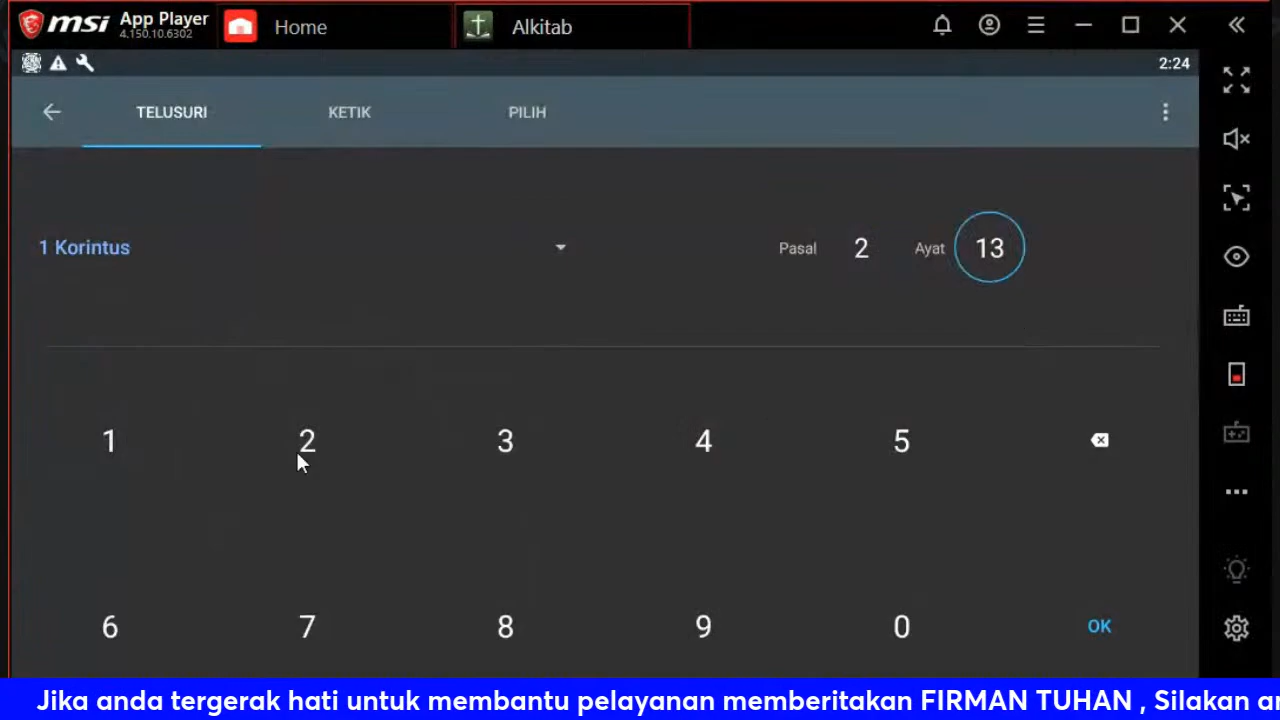 msi App Player
4.150.10.6302
Home
Alkitab
2:24
TELUSURI KETIK PILIH
1 Korintus Pasal 2 Ayat 13
1 2 3 4 5
6 7 8 9 0 OK
Jika anda tergerak hati untuk membantu pelayanan memberitakan FIRMAN TUHAN , Silakan